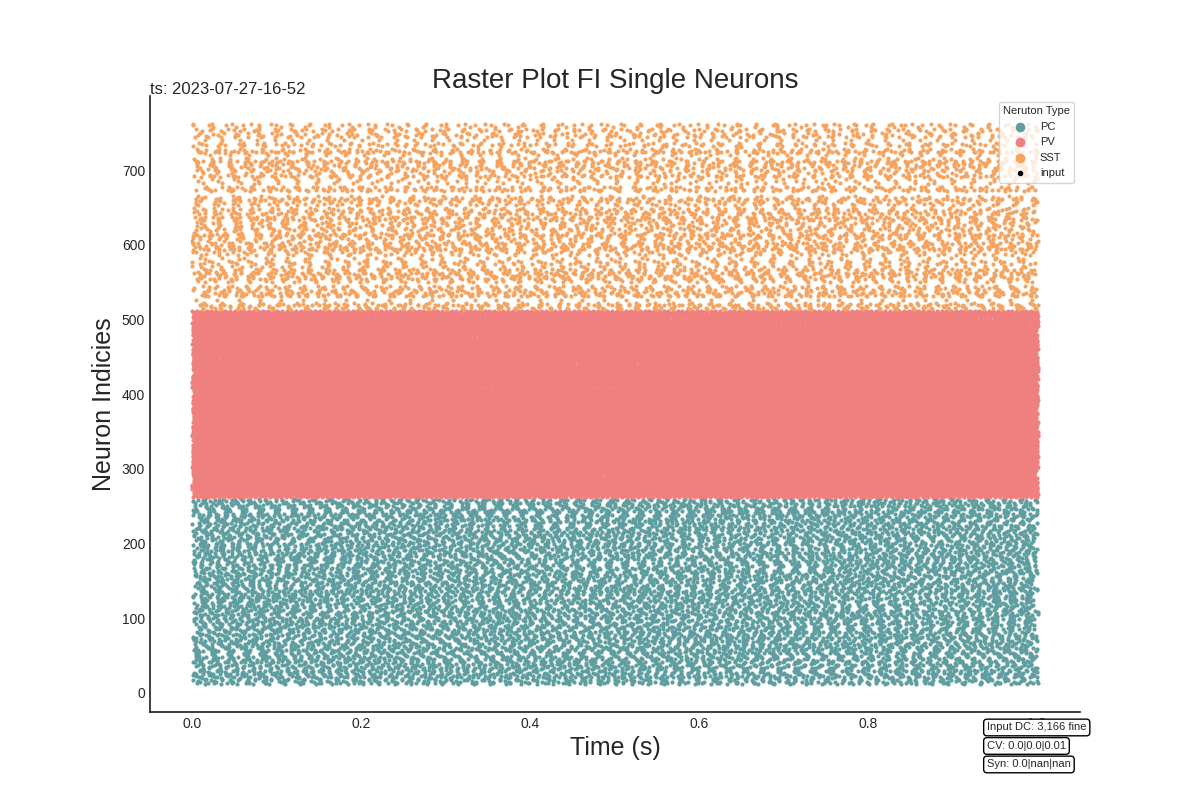 Raster Plot FI Single Neurons
ts: 2023-07-27-16-52
Neruton Type
PC
PV
SST
input
Neuron Indicies
700
600
500
400
300
200
100
0
0.0 0.2 0.4 0.6 0.8
Time (s)
Input DC: 3,166 fine
CV: 0.0|0.0|0.01
Syn: 0.0|nan|nan